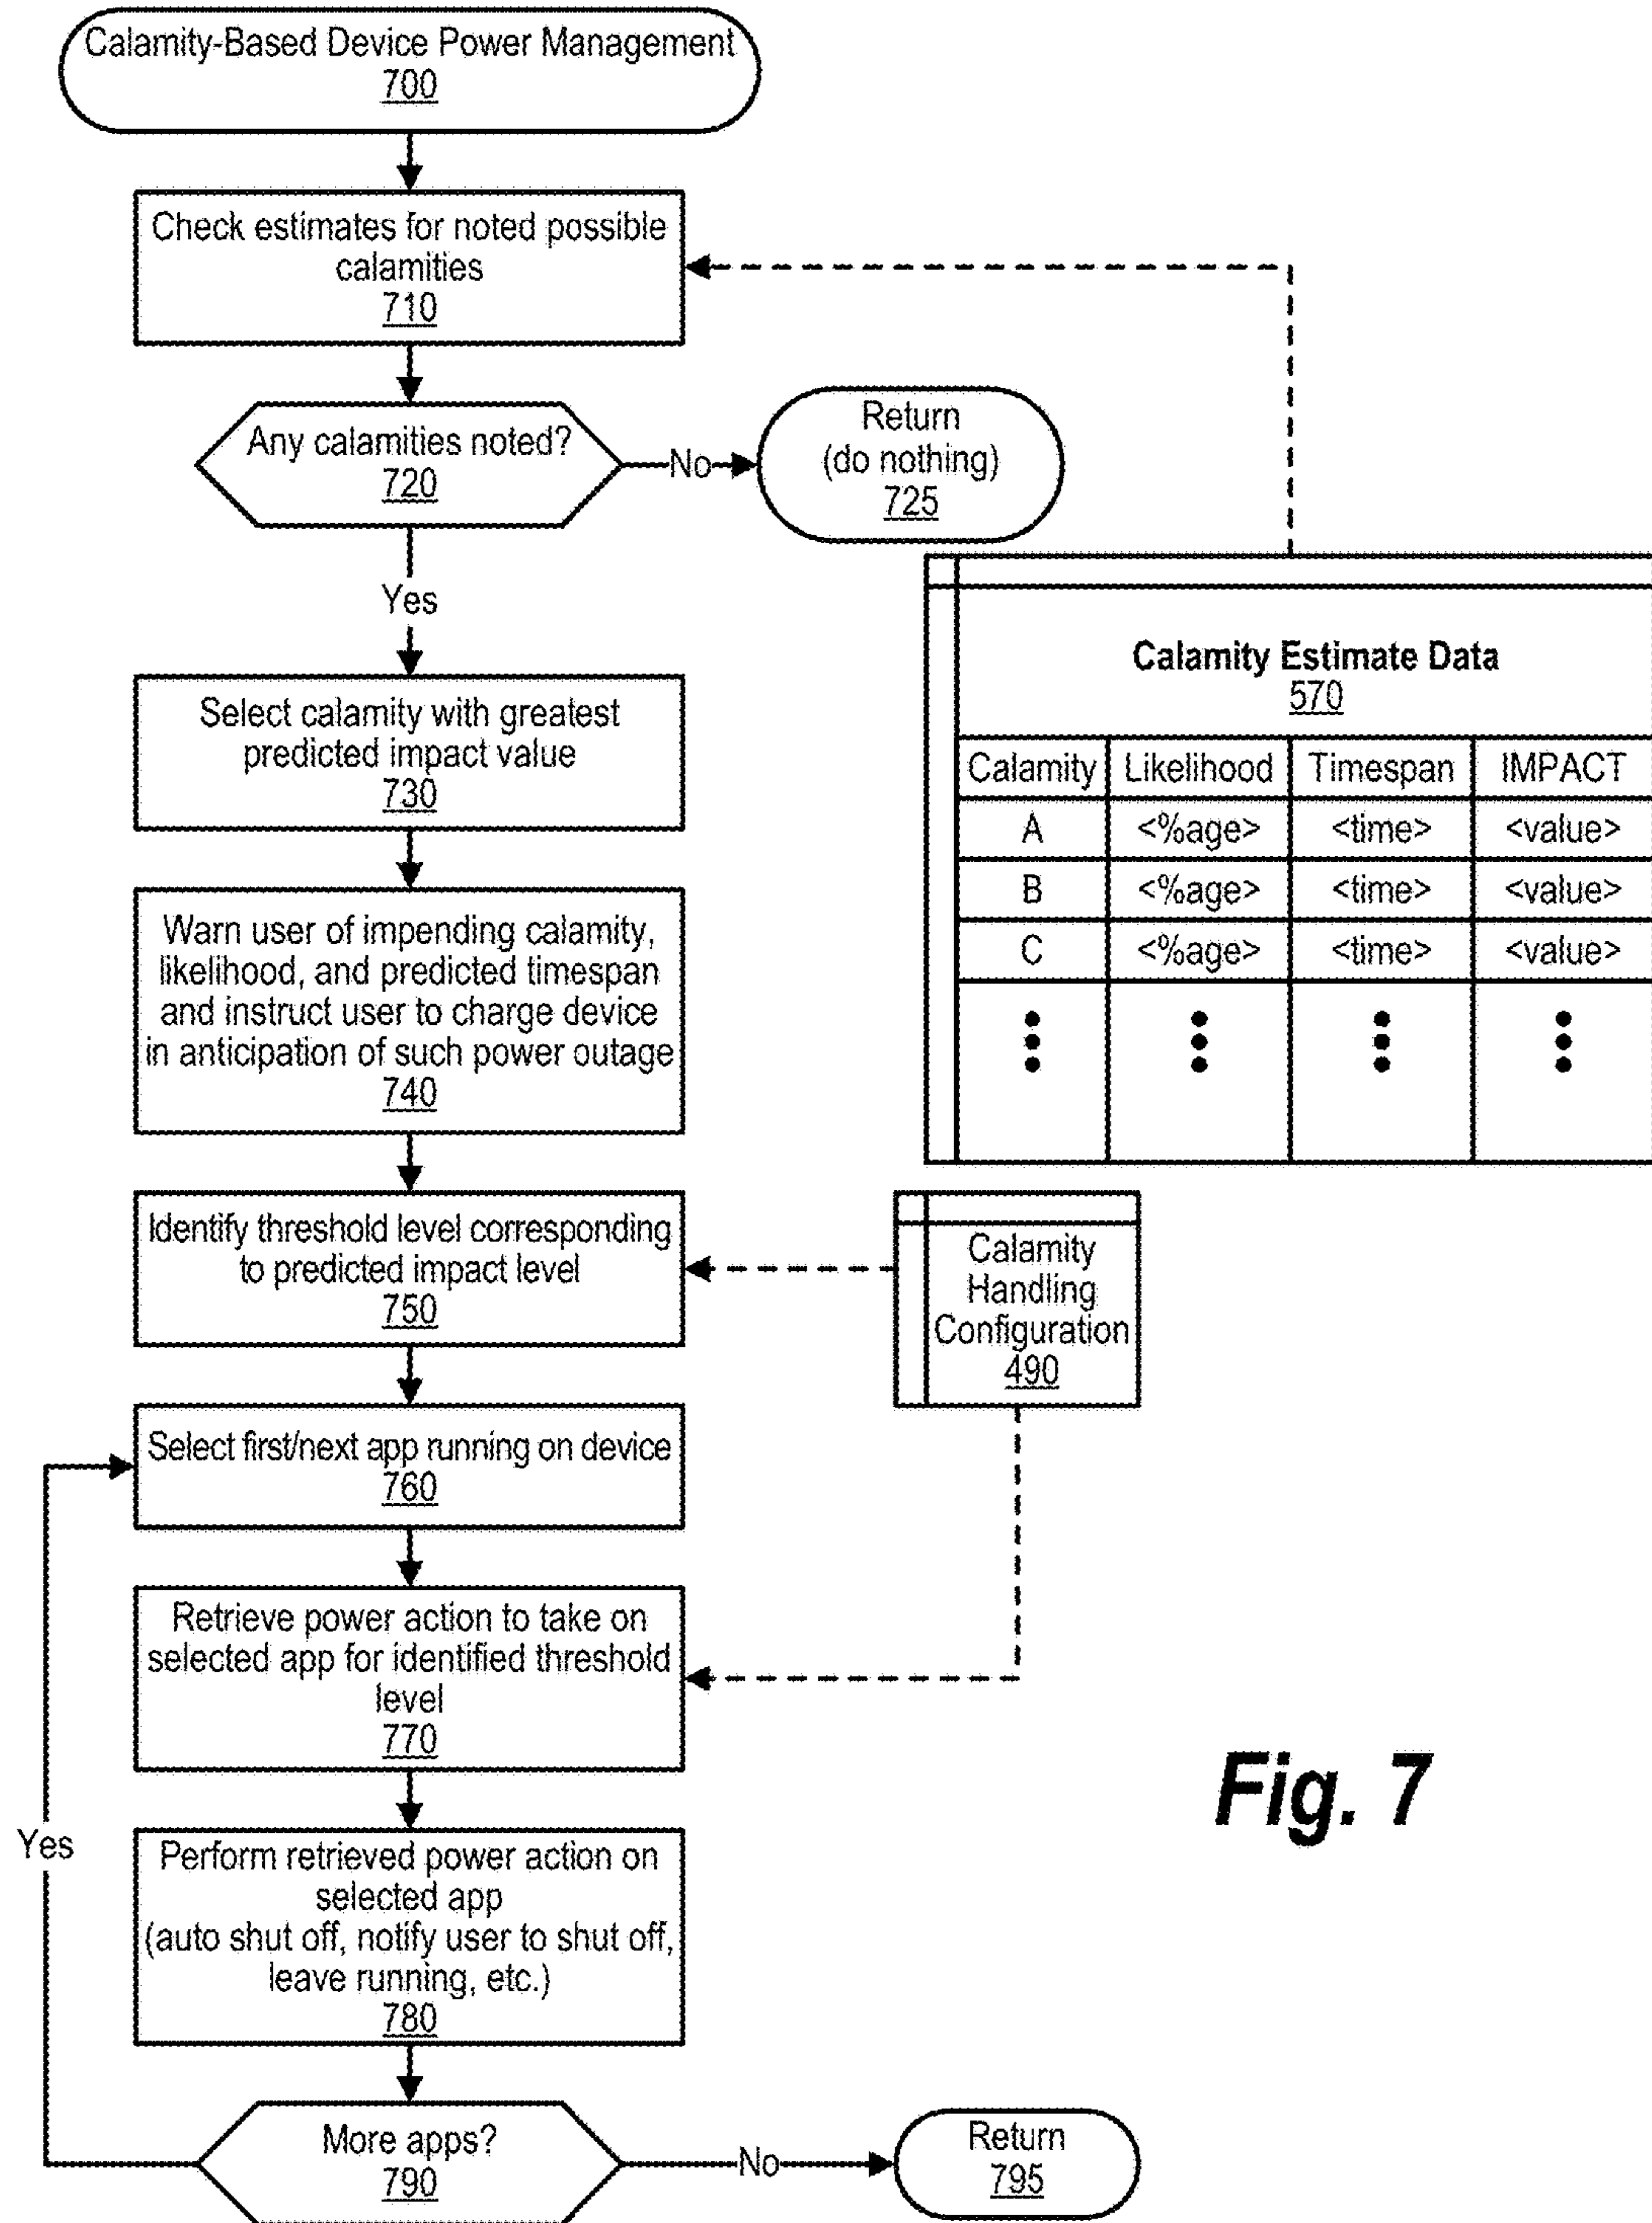 Calamity-Based Device Power Management
700
Check estimates for noted possible
calamities
710
Any calamities noted?
720
No
Return
(do nothing)
725
Yes
Calamity Estimate Data
570
Calamity Likelihood Timespan IMPACT
A <%age> <time> <value>
B <%age> <time> <value>
C <%age> <time> <value>
Select calamity with greatest
predicted impact value
730
Warn user of impending calamity,
likelihood, and predicted timespan
and instruct user to charge device
in anticipation of such power outage
740
Identify threshold level corresponding
to predicted impact level
750
Calamity
Handling
Configuration
490
Select first/next app running on device
760
Retrieve power action to take on
selected app for identified threshold
level
770
Perform retrieved power action on
selected app
(auto shut off, notify user to shut off,
leave running, etc.)
780
Yes
More apps?
790
No
Return
795
Fig. 7